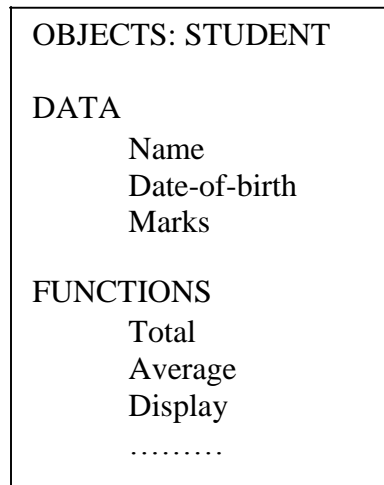 OBJECTS: STUDENT
DATA
Name
Date-of-birth
Marks
FUNCTIONS
Total
Average
Display
………